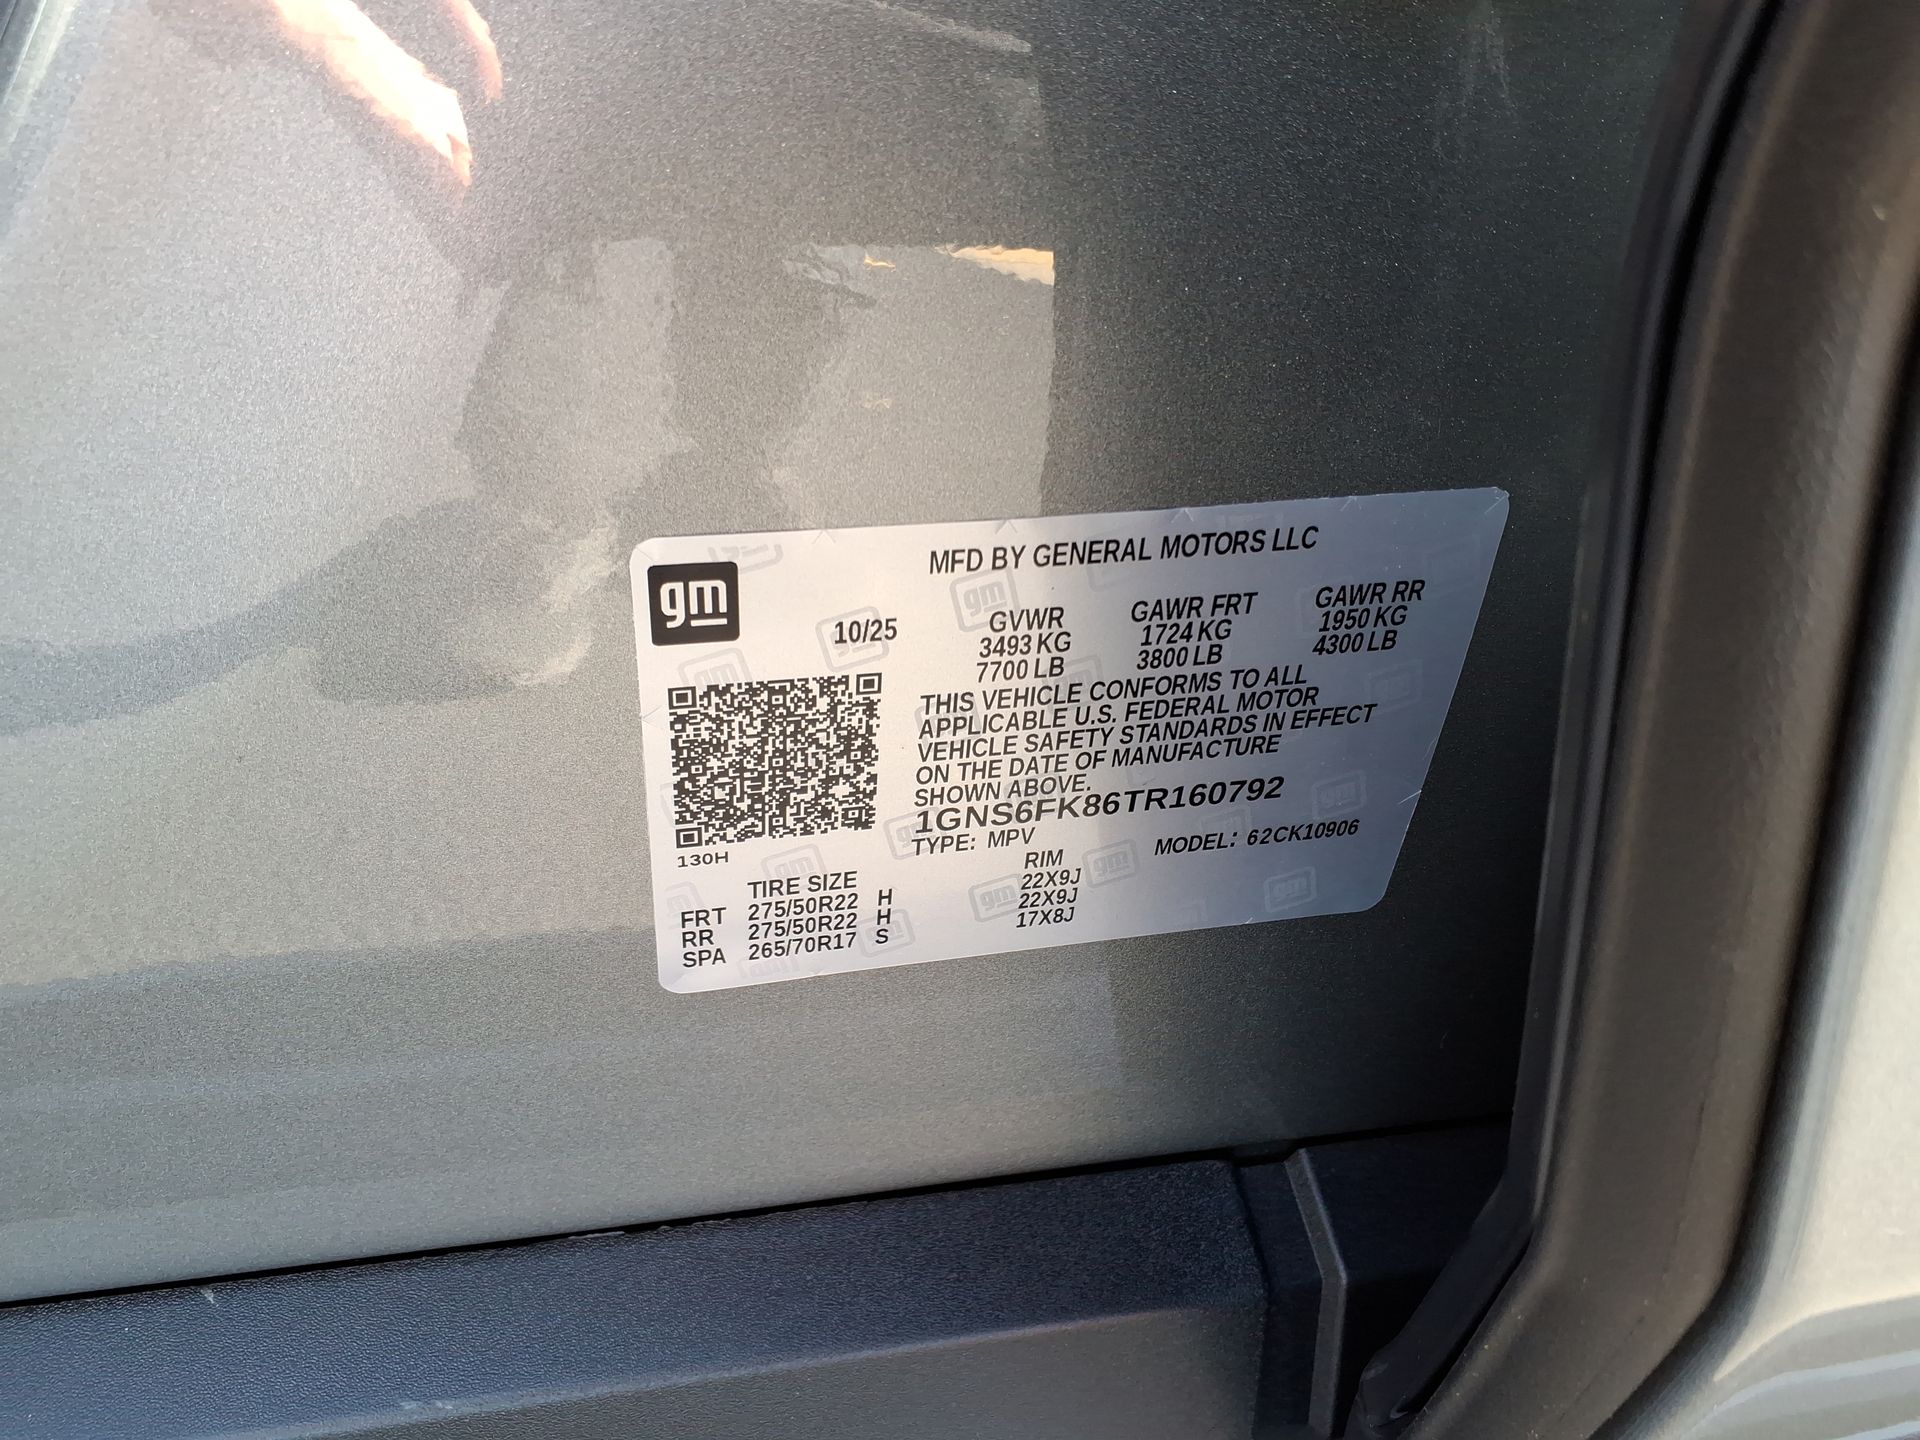 MFD BY GENERAL MOTORS LLC
gm
10/25
GVWR GAWR FRT GAWR RR
3493 KG 1724 KG 1950 KG
7700 LB 3800 LB 4300 LB
THIS VEHICLE CONFORMS TO ALL
APPLICABLE U.S. FEDERAL MOTOR
VEHICLE SAFETY STANDARDS IN EFFECT
ON THE DATE OF MANUFACTURE
SHOWN ABOVE.
1GNS6FK86TR160792
TYPE: MPV MODEL: 62CK10906
130H
TIRE SIZE RIM
FRT 275/50R22 H 22X9J
RR 275/50R22 H 22X9J
SPA 265/70R17 S 17X8J